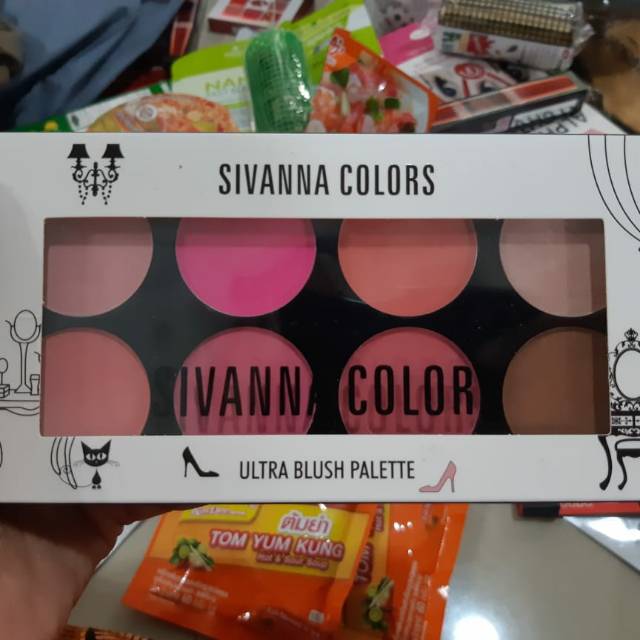 SIVANNA COLORS
SIVANNA COLOR
ULTRA BLUSH PALETTE
ต้มยำ
TOM YUM KUNG